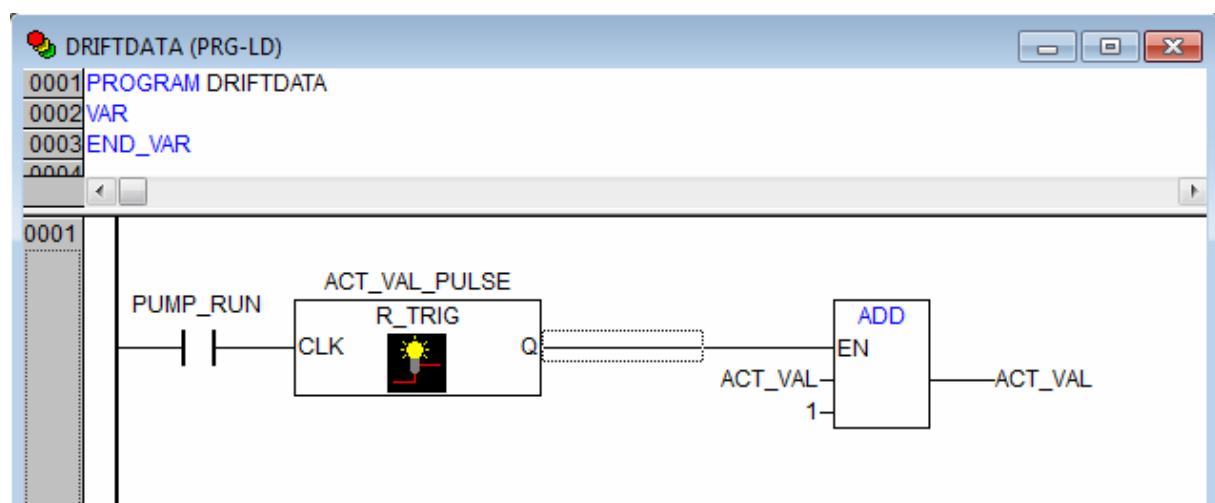 DRIFTDATA (PRG-LD)
0001 PROGRAM DRIFTDATA
0002 VAR
0003 END_VAR
0004
0001
ACT_VAL_PULSE
PUMP_RUN
R_TRIG
ADD
CLK
Q
EN
ACT_VAL
ACT_VAL
1